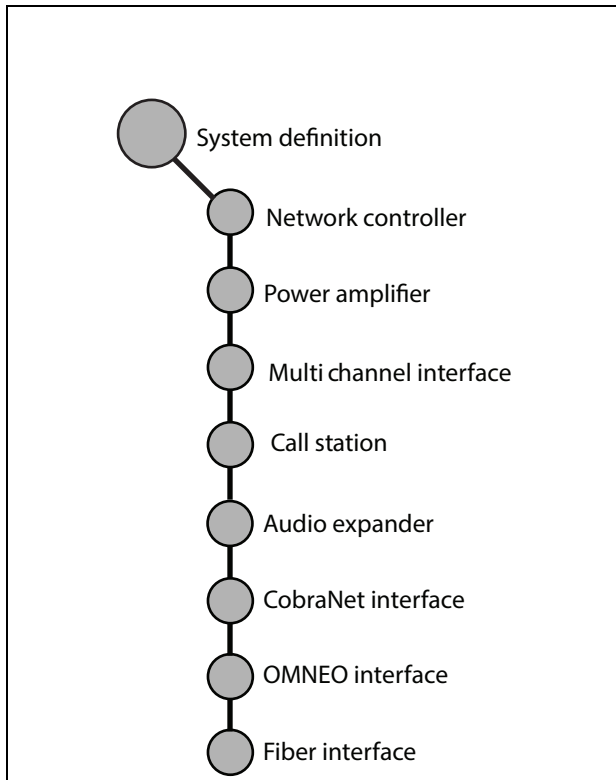 System definition
Network controller
Power amplifier
Multi channel interface
Call station
Audio expander
CobraNet interface
OMNEO interface
Fiber interface